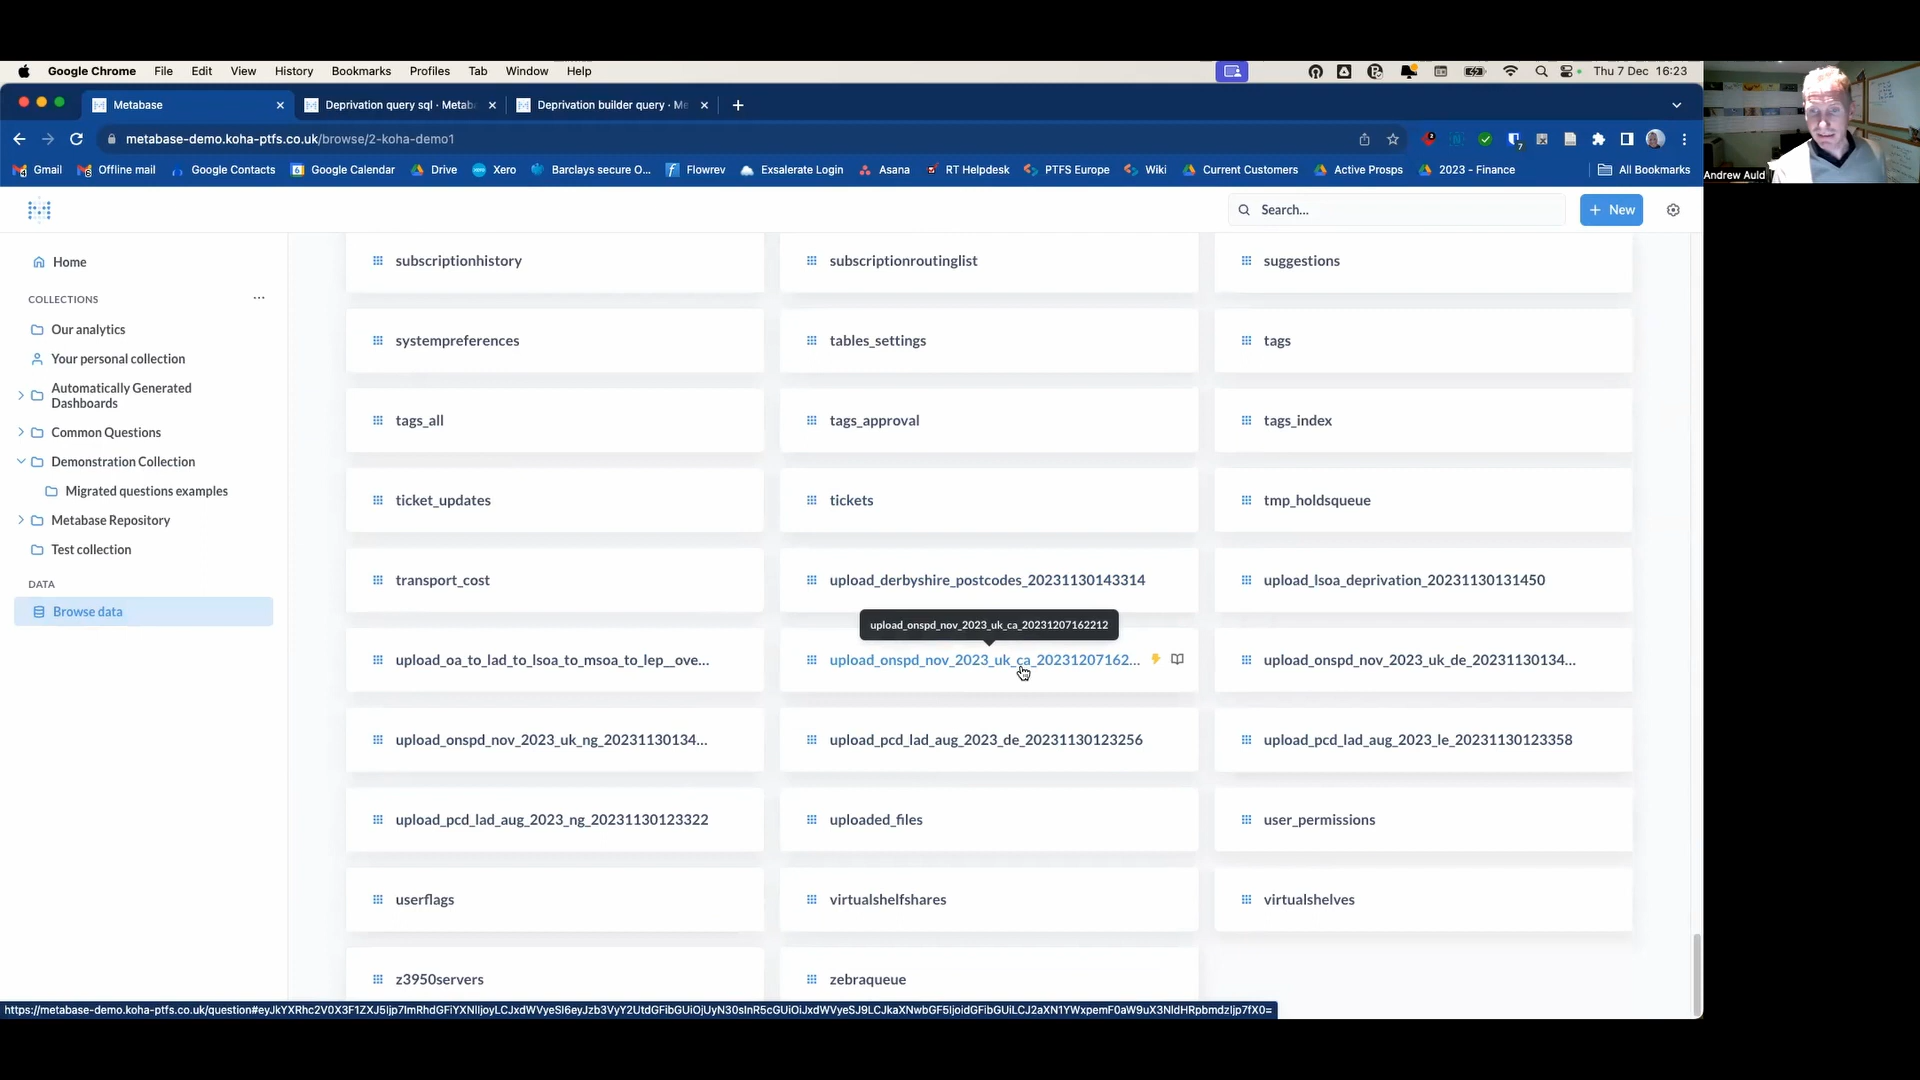 Google Chrome File Edit View History Bookmarks Profiles Tab Window Help Thu 7 Dec 16:23
Metabase Deprivation query sql · Metab Deprivation builder query · Me
metabase-demo.koha-ptfs.co.uk/browse/2-koha-demo1
Gmail Offline mail Google Contacts Google Calendar Drive Xero Barclays secure O... Flowrev Exsalerate Login Asana RT Helpdesk PTFS Europe Wiki Current Customers Active Prosps 2023 - Finance All Bookmarks
Andrew Auld
Search... + New
Home
COLLECTIONS ...
Our analytics
Your personal collection
Automatically Generated
Dashboards
Common Questions
Demonstration Collection
Migrated questions examples
Metabase Repository
Test collection
DATA
Browse data
subscriptionhistory subscriptionroutinglist suggestions
systempreferences tables_settings tags
tags_all tags_approval tags_index
ticket_updates tickets tmp_holdsqueue
transport_cost upload_derbyshire_postcodes_20231130143314 upload_lsoa_deprivation_20231130131450
upload_onspd_nov_2023_uk_ca_20231207162212
upload_oa_to_lad_to_lsoa_to_msoa_to_lep__ove... upload_onspd_nov_2023_uk_ca_20231207162... upload_onspd_nov_2023_uk_de_20231130134...
upload_onspd_nov_2023_uk_ng_20231130134... upload_pcd_lad_aug_2023_de_20231130123256 upload_pcd_lad_aug_2023_le_20231130123358
upload_pcd_lad_aug_2023_ng_20231130123322 uploaded_files user_permissions
userflags virtualshelfshares virtualshelves
z3950servers zebraqueue